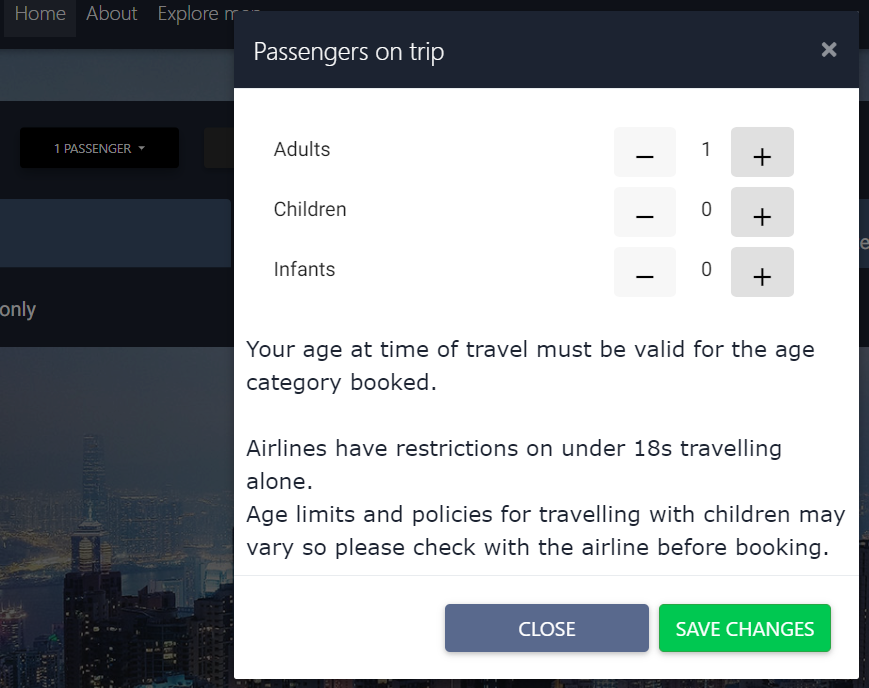 Home About Explore map
Passengers on trip ×
1 PASSENGER
Adults − 1 +
Children − 0 +
Infants − 0 +
only
Your age at time of travel must be valid for the age
category booked.
Airlines have restrictions on under 18s travelling
alone.
Age limits and policies for travelling with children may
vary so please check with the airline before booking.
CLOSE SAVE CHANGES